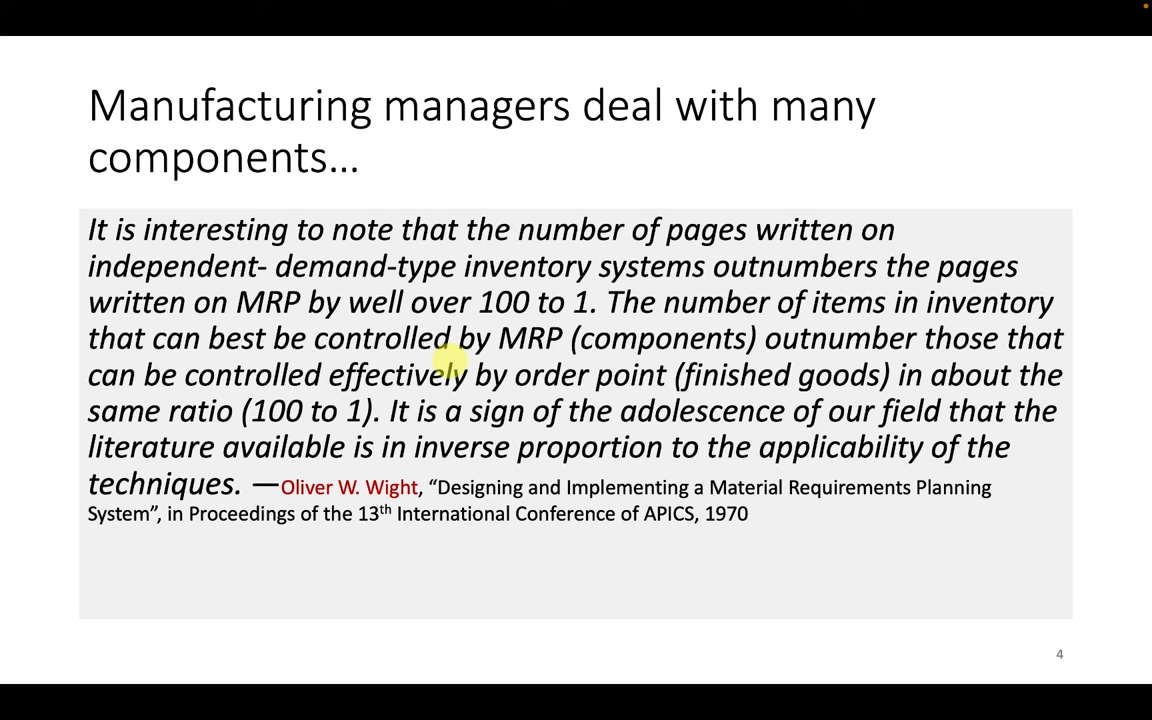 Manufacturing managers deal with many
components…
It is interesting to note that the number of pages written on
independent- demand-type inventory systems outnumbers the pages
written on MRP by well over 100 to 1. The number of items in inventory
that can best be controlled by MRP (components) outnumber those that
can be controlled effectively by order point (finished goods) in about the
same ratio (100 to 1). It is a sign of the adolescence of our field that the
literature available is in inverse proportion to the applicability of the
techniques. —Oliver W. Wight, “Designing and Implementing a Material Requirements Planning
System”, in Proceedings of the 13th International Conference of APICS, 1970
4